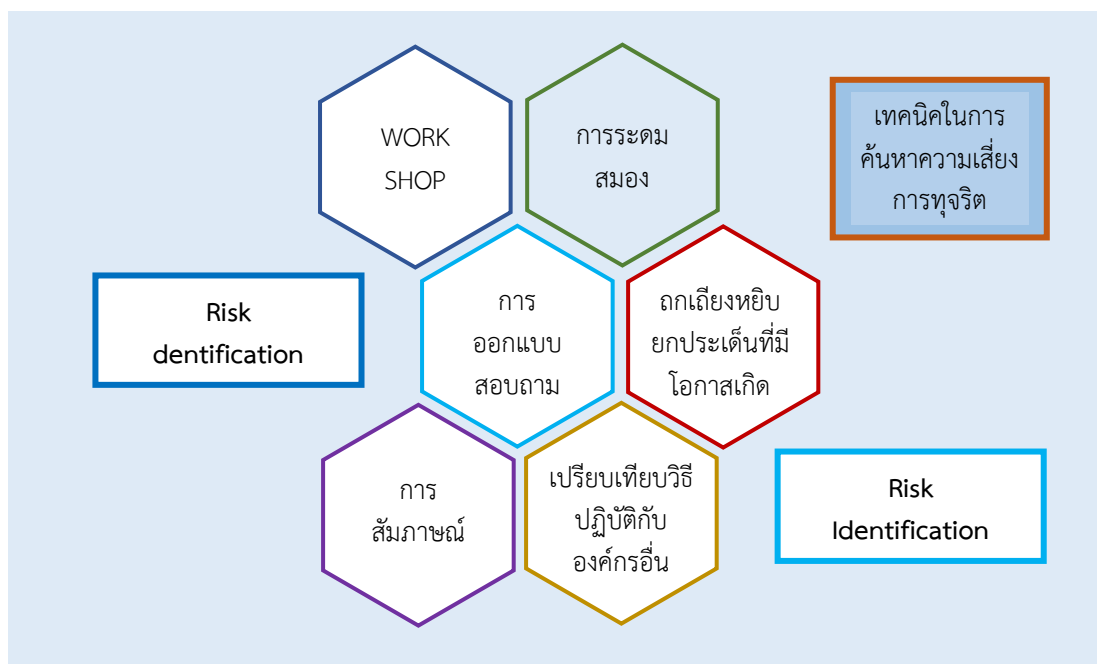 WORK
SHOP
การระดม
สมอง
เทคนิคในการ
ค้นหาความเสี่ยง
การทุจริต
Risk
dentification
การ
ออกแบบ
สอบถาม
ถกเถียงหยิบ
ยกประเด็นที่มี
โอกาสเกิด
การ
สัมภาษณ์
เปรียบเทียบวิธี
ปฏิบัติกับ
องค์กรอื่น
Risk
Identification